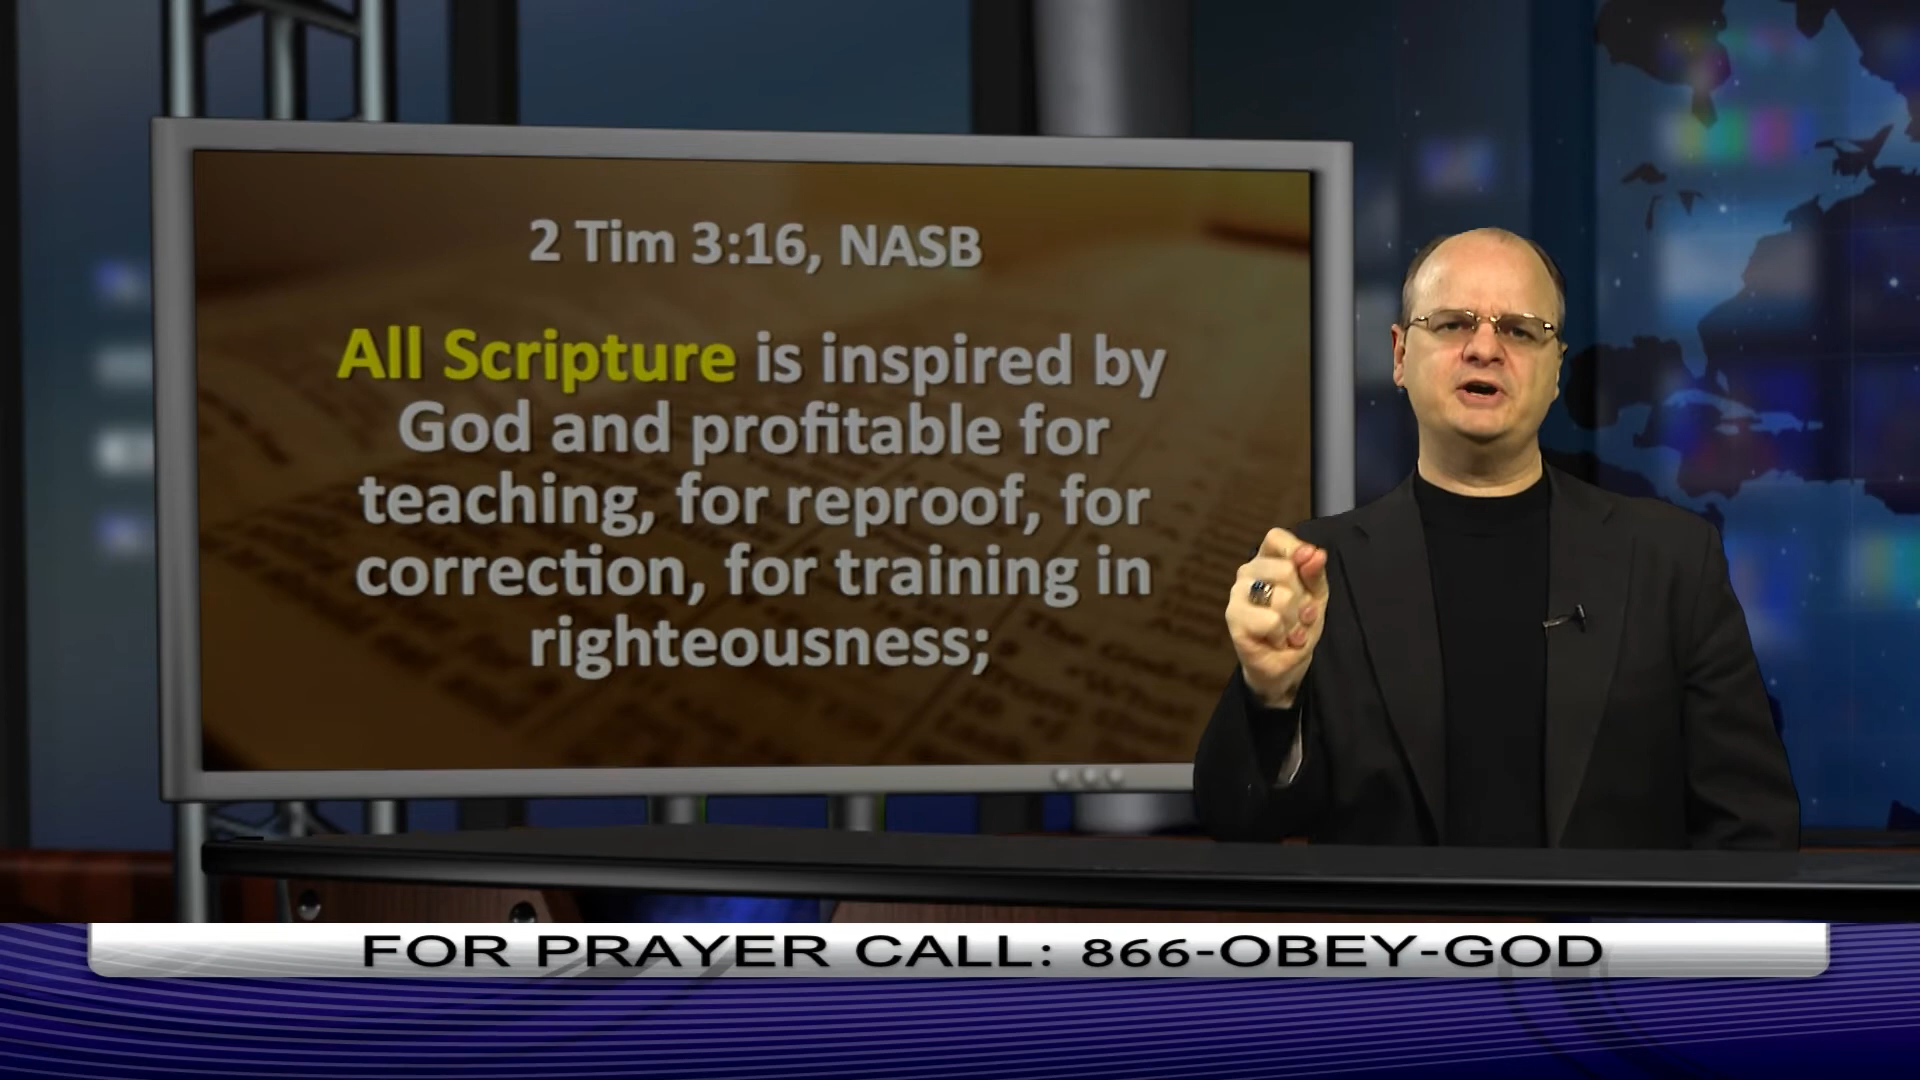 2 Tim 3:16, NASB
All Scripture is inspired by
God and profitable for
teaching, for reproof, for
correction, for training in
righteousness;
FOR PRAYER CALL: 866-OBEY-GOD